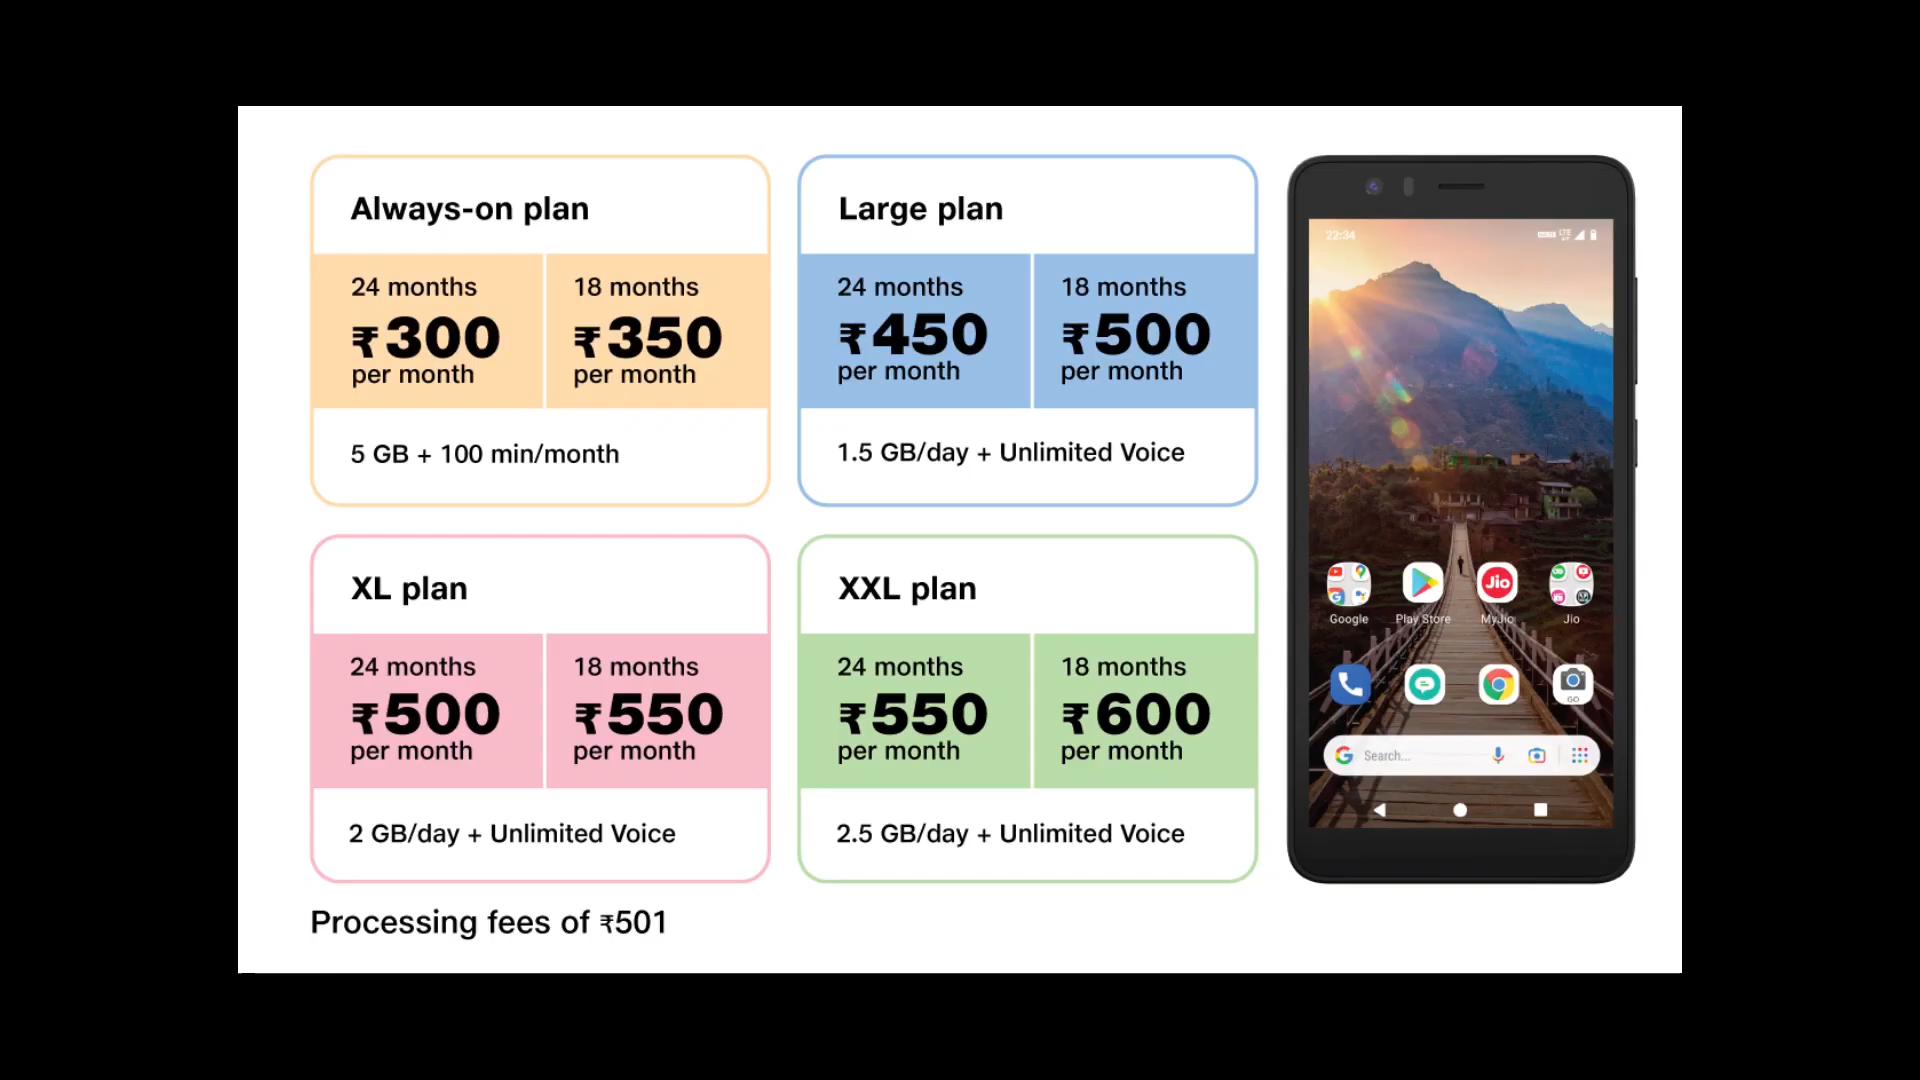 Always-on plan
24 months
₹300
per month
18 months
₹350
per month
5 GB + 100 min/month
Large plan
24 months
₹450
per month
18 months
₹500
per month
1.5 GB/day + Unlimited Voice
XL plan
24 months
₹500
per month
18 months
₹550
per month
2 GB/day + Unlimited Voice
XXL plan
24 months
₹550
per month
18 months
₹600
per month
2.5 GB/day + Unlimited Voice
Processing fees of ₹501
22:34
LTE
Jio
Google
Play Store
MyJio
Jio
GO
Search...